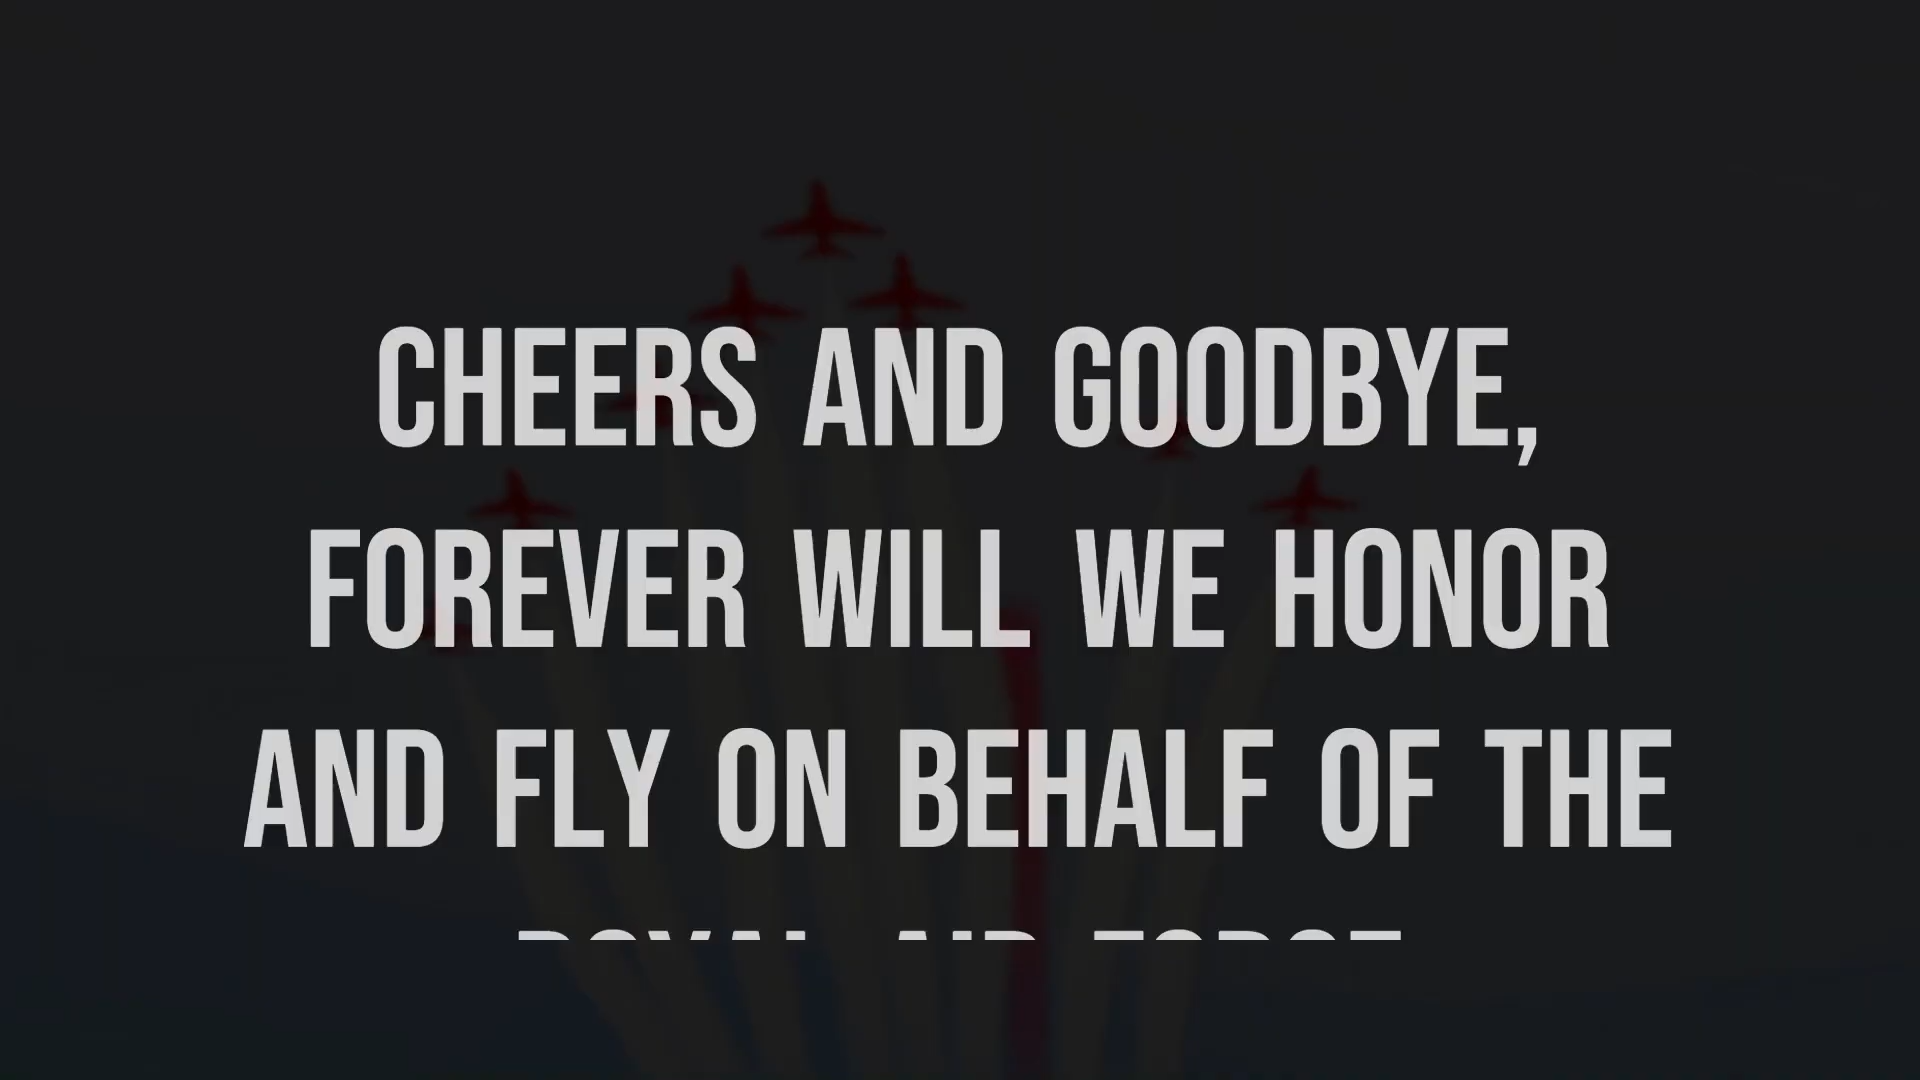 CHEERS AND GOODBYE,
FOREVER WILL WE HONOR
AND FLY ON BEHALF OF THE